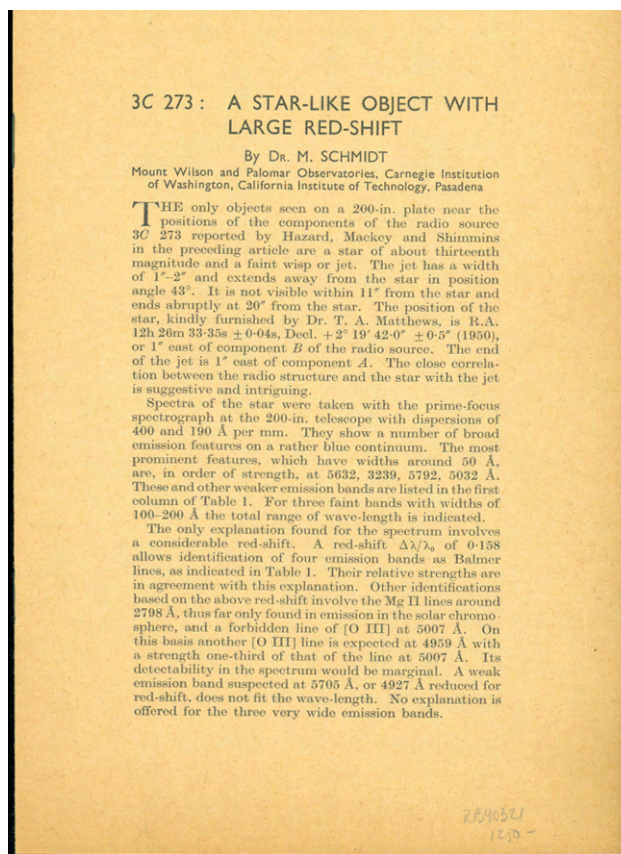 3C 273 : A STAR-LIKE OBJECT WITH
LARGE RED-SHIFT
By DR. M. SCHMIDT
Mount Wilson and Palomar Observatories, Carnegie Institution
of Washington, California Institute of Technology, Pasadena
THE only objects seen on a 200-in. plate near the
positions of the components of the radio source
3C 273 reported by Hazard, Mackey and Shimmins
in the preceding article are a star of about thirteenth
magnitude and a faint wisp or jet. The jet has a width
of 1″–2″ and extends away from the star in position
angle 43°. It is not visible within 11″ from the star and
ends abruptly at 20″ from the star. The position of the
star, kindly furnished by Dr. T. A. Matthews, is R.A.
12h 26m 33·35s ± 0·04s, Decl. + 2° 19′ 42·0″ ± 0·5″ (1950),
or 1″ east of component B of the radio source. The end
of the jet is 1″ east of component A. The close correla-
tion between the radio structure and the star with the jet
is suggestive and intriguing.
Spectra of the star were taken with the prime-focus
spectrograph at the 200-in. telescope with dispersions of
400 and 190 Å per mm. They show a number of broad
emission features on a rather blue continuum. The most
prominent features, which have widths around 50 Å,
are, in order of strength, at 5632, 3239, 5792, 5032 Å.
These and other weaker emission bands are listed in the first
column of Table 1. For three faint bands with widths of
100–200 Å the total range of wave-length is indicated.
The only explanation found for the spectrum involves
a considerable red-shift. A red-shift Δλ/λ₀ of 0·158
allows identification of four emission bands as Balmer
lines, as indicated in Table 1. Their relative strengths are
in agreement with this explanation. Other identifications
based on the above red-shift involve the Mg II lines around
2798 Å, thus far only found in emission in the solar chromo
sphere, and a forbidden line of [O III] at 5007 Å. On
this basis another [O III] line is expected at 4959 Å with
a strength one-third of that of the line at 5007 Å. Its
detectability in the spectrum would be marginal. A weak
emission band suspected at 5705 Å, or 4927 Å reduced for
red-shift, does not fit the wave-length. No explanation is
offered for the three very wide emission bands.
RB40321
1250 –